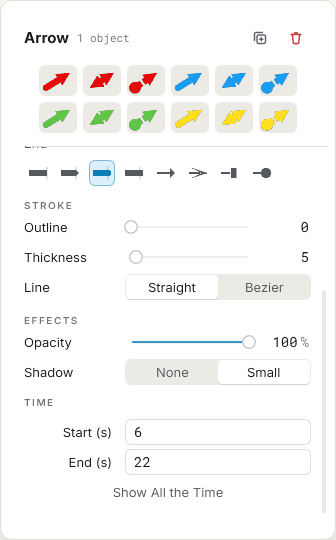 Arrow 1 object
STROKE
Outline 0
Thickness 5
Line Straight Bezier
EFFECTS
Opacity 100 %
Shadow None Small
TIME
Start (s) 6
End (s) 22
Show All the Time